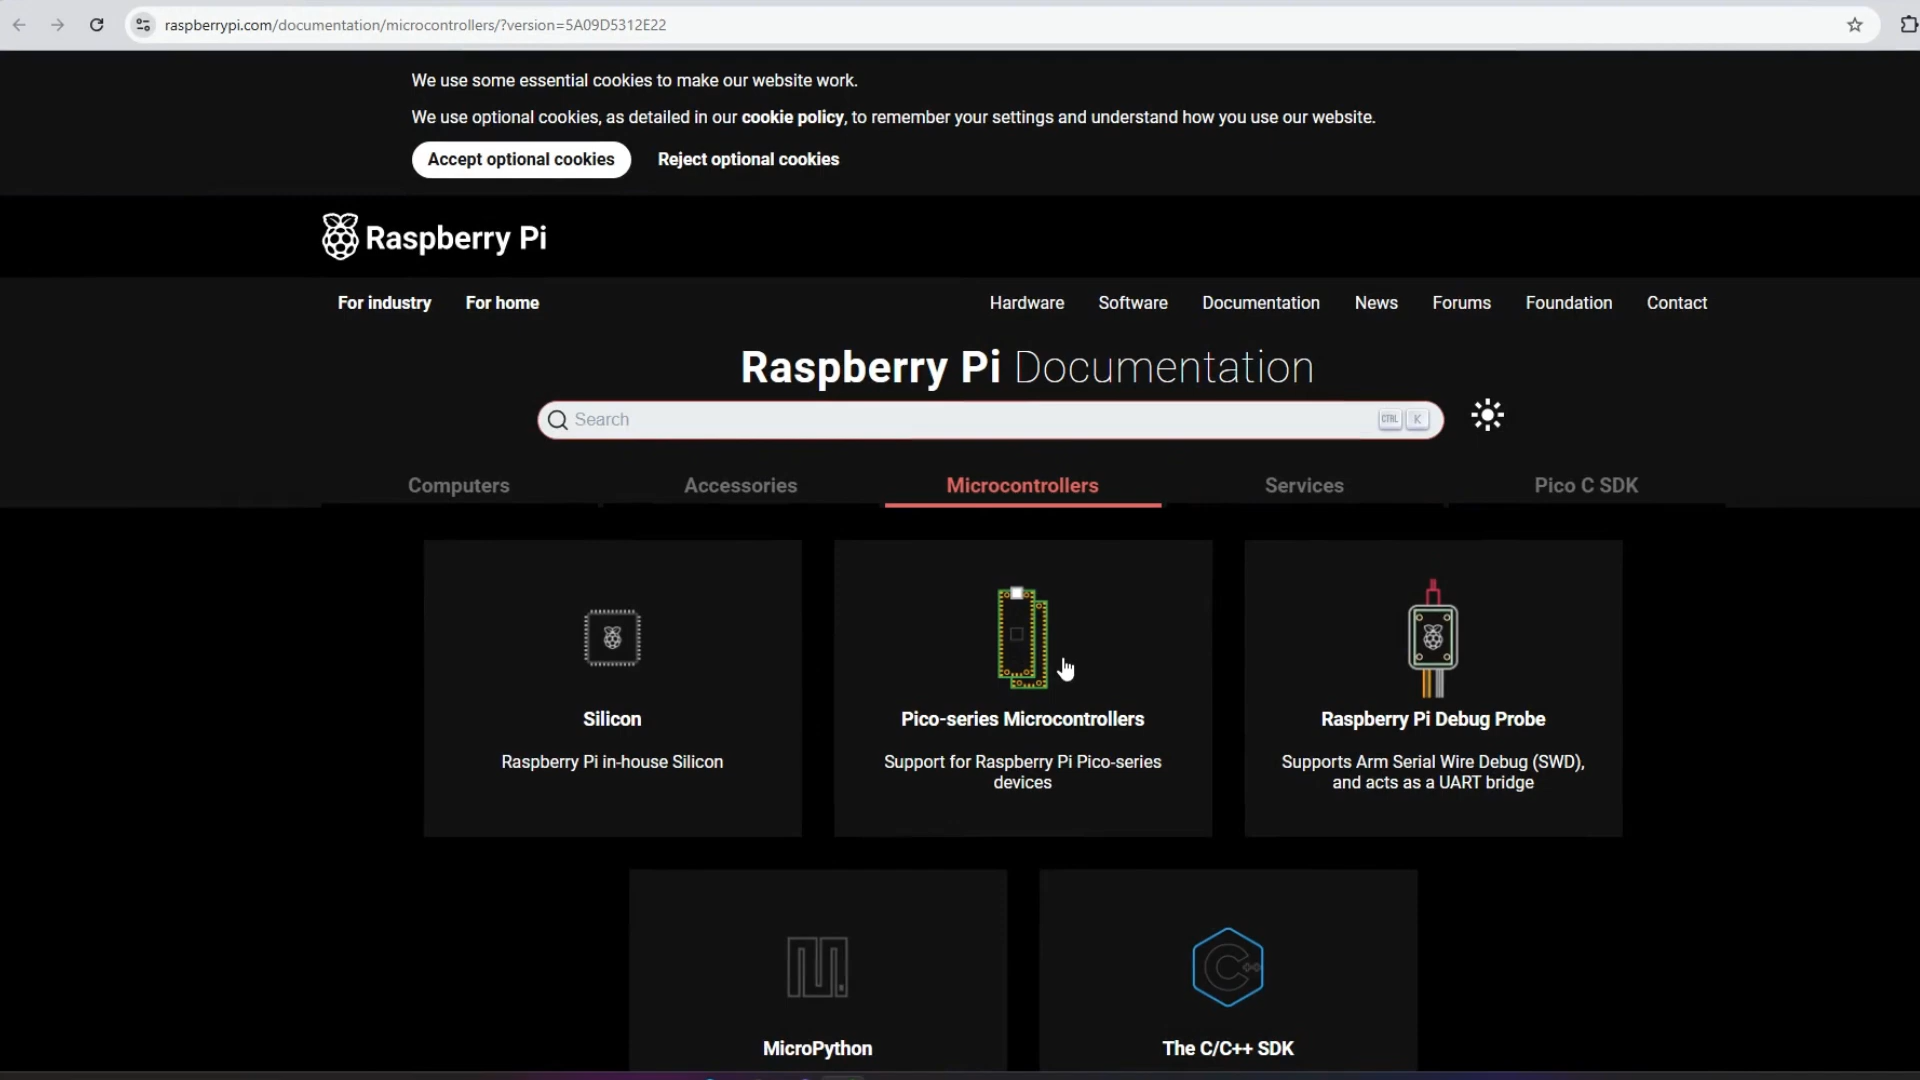 raspberrypi.com/documentation/microcontrollers/?version=5A09D5312E22
We use some essential cookies to make our website work.
We use optional cookies, as detailed in our cookie policy, to remember your settings and understand how you use our website.
Accept optional cookies Reject optional cookies
Raspberry Pi
For industry For home Hardware Software Documentation News Forums Foundation Contact
Raspberry Pi Documentation
Search CTRL K
Computers Accessories Microcontrollers Services Pico C SDK
Silicon
Raspberry Pi in-house Silicon
Pico-series Microcontrollers
Support for Raspberry Pi Pico-series
devices
Raspberry Pi Debug Probe
Supports Arm Serial Wire Debug (SWD),
and acts as a UART bridge
MicroPython
C++
The C/C++ SDK